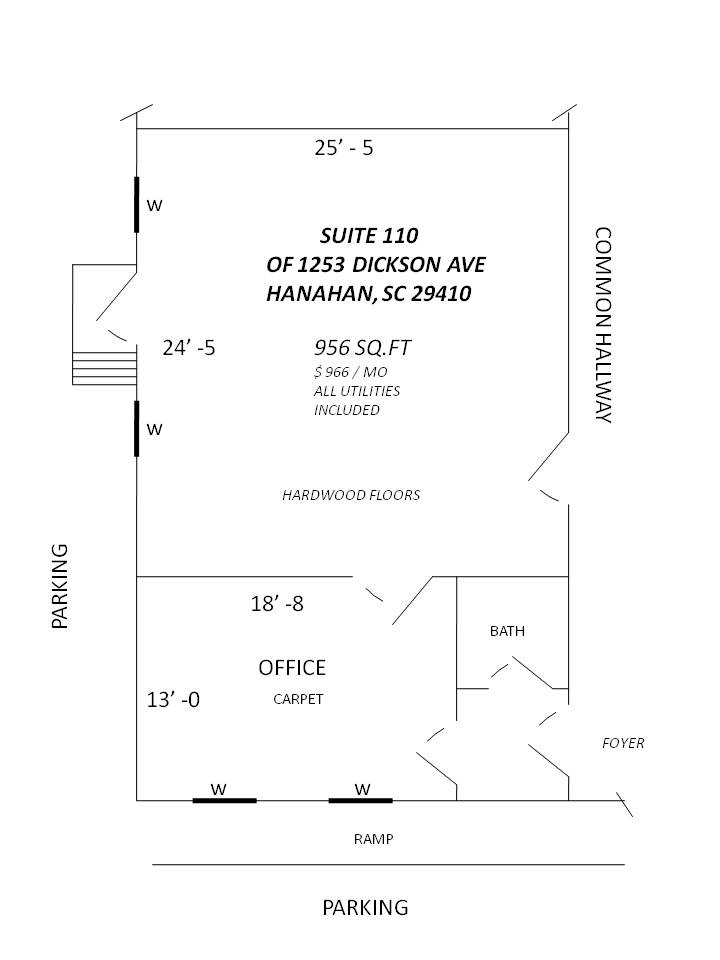 25’ - 5
W
SUITE 110
OF 1253 DICKSON AVE
HANAHAN, SC 29410
COMMON HALLWAY
24’ -5
956 SQ.FT
$ 966 / MO
ALL UTILITIES
INCLUDED
W
HARDWOOD FLOORS
PARKING
18’ -8
BATH
OFFICE
13’ -0
CARPET
FOYER
W
W
RAMP
PARKING